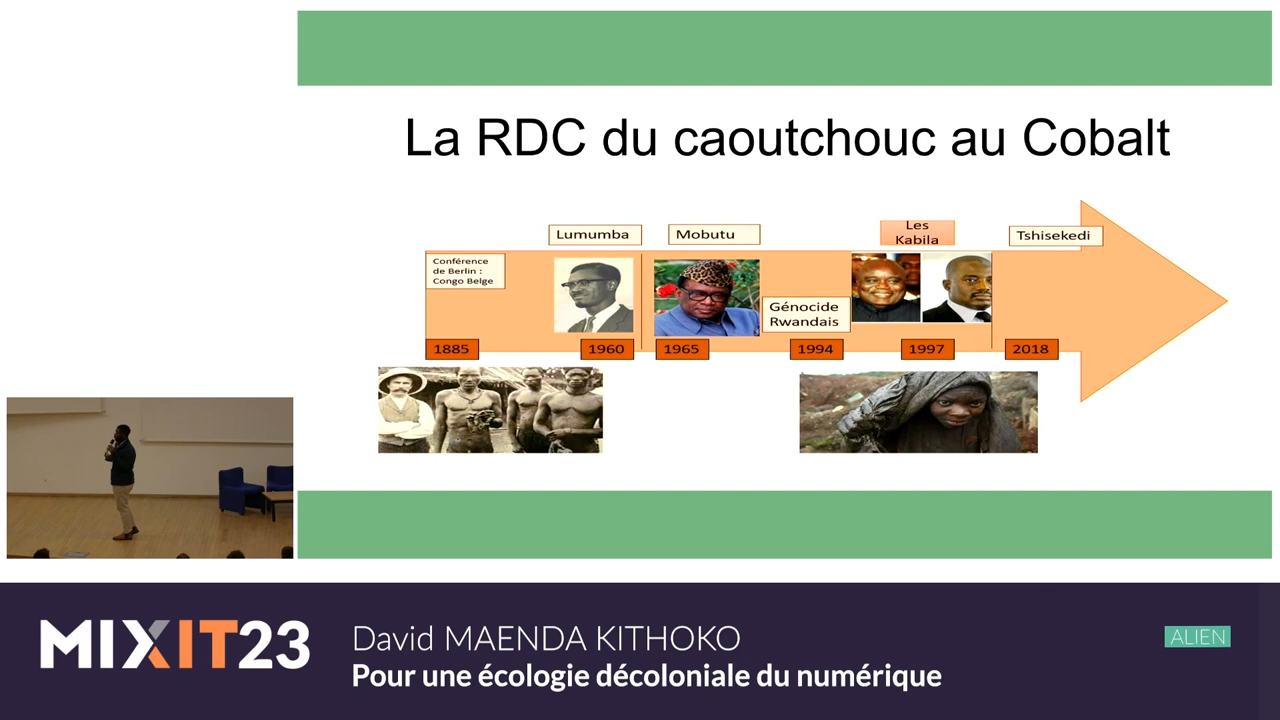 La RDC du caoutchouc au Cobalt
Lumumba
Mobutu
Les
Kabila
Tshisekedi
Conférence
de Berlin :
Congo Belge
Génocide
Rwandais
1885
1960
1965
1994
1997
2018
MIXIT23
David MAENDA KITHOKO
Pour une écologie décoloniale du numérique
ALIEN